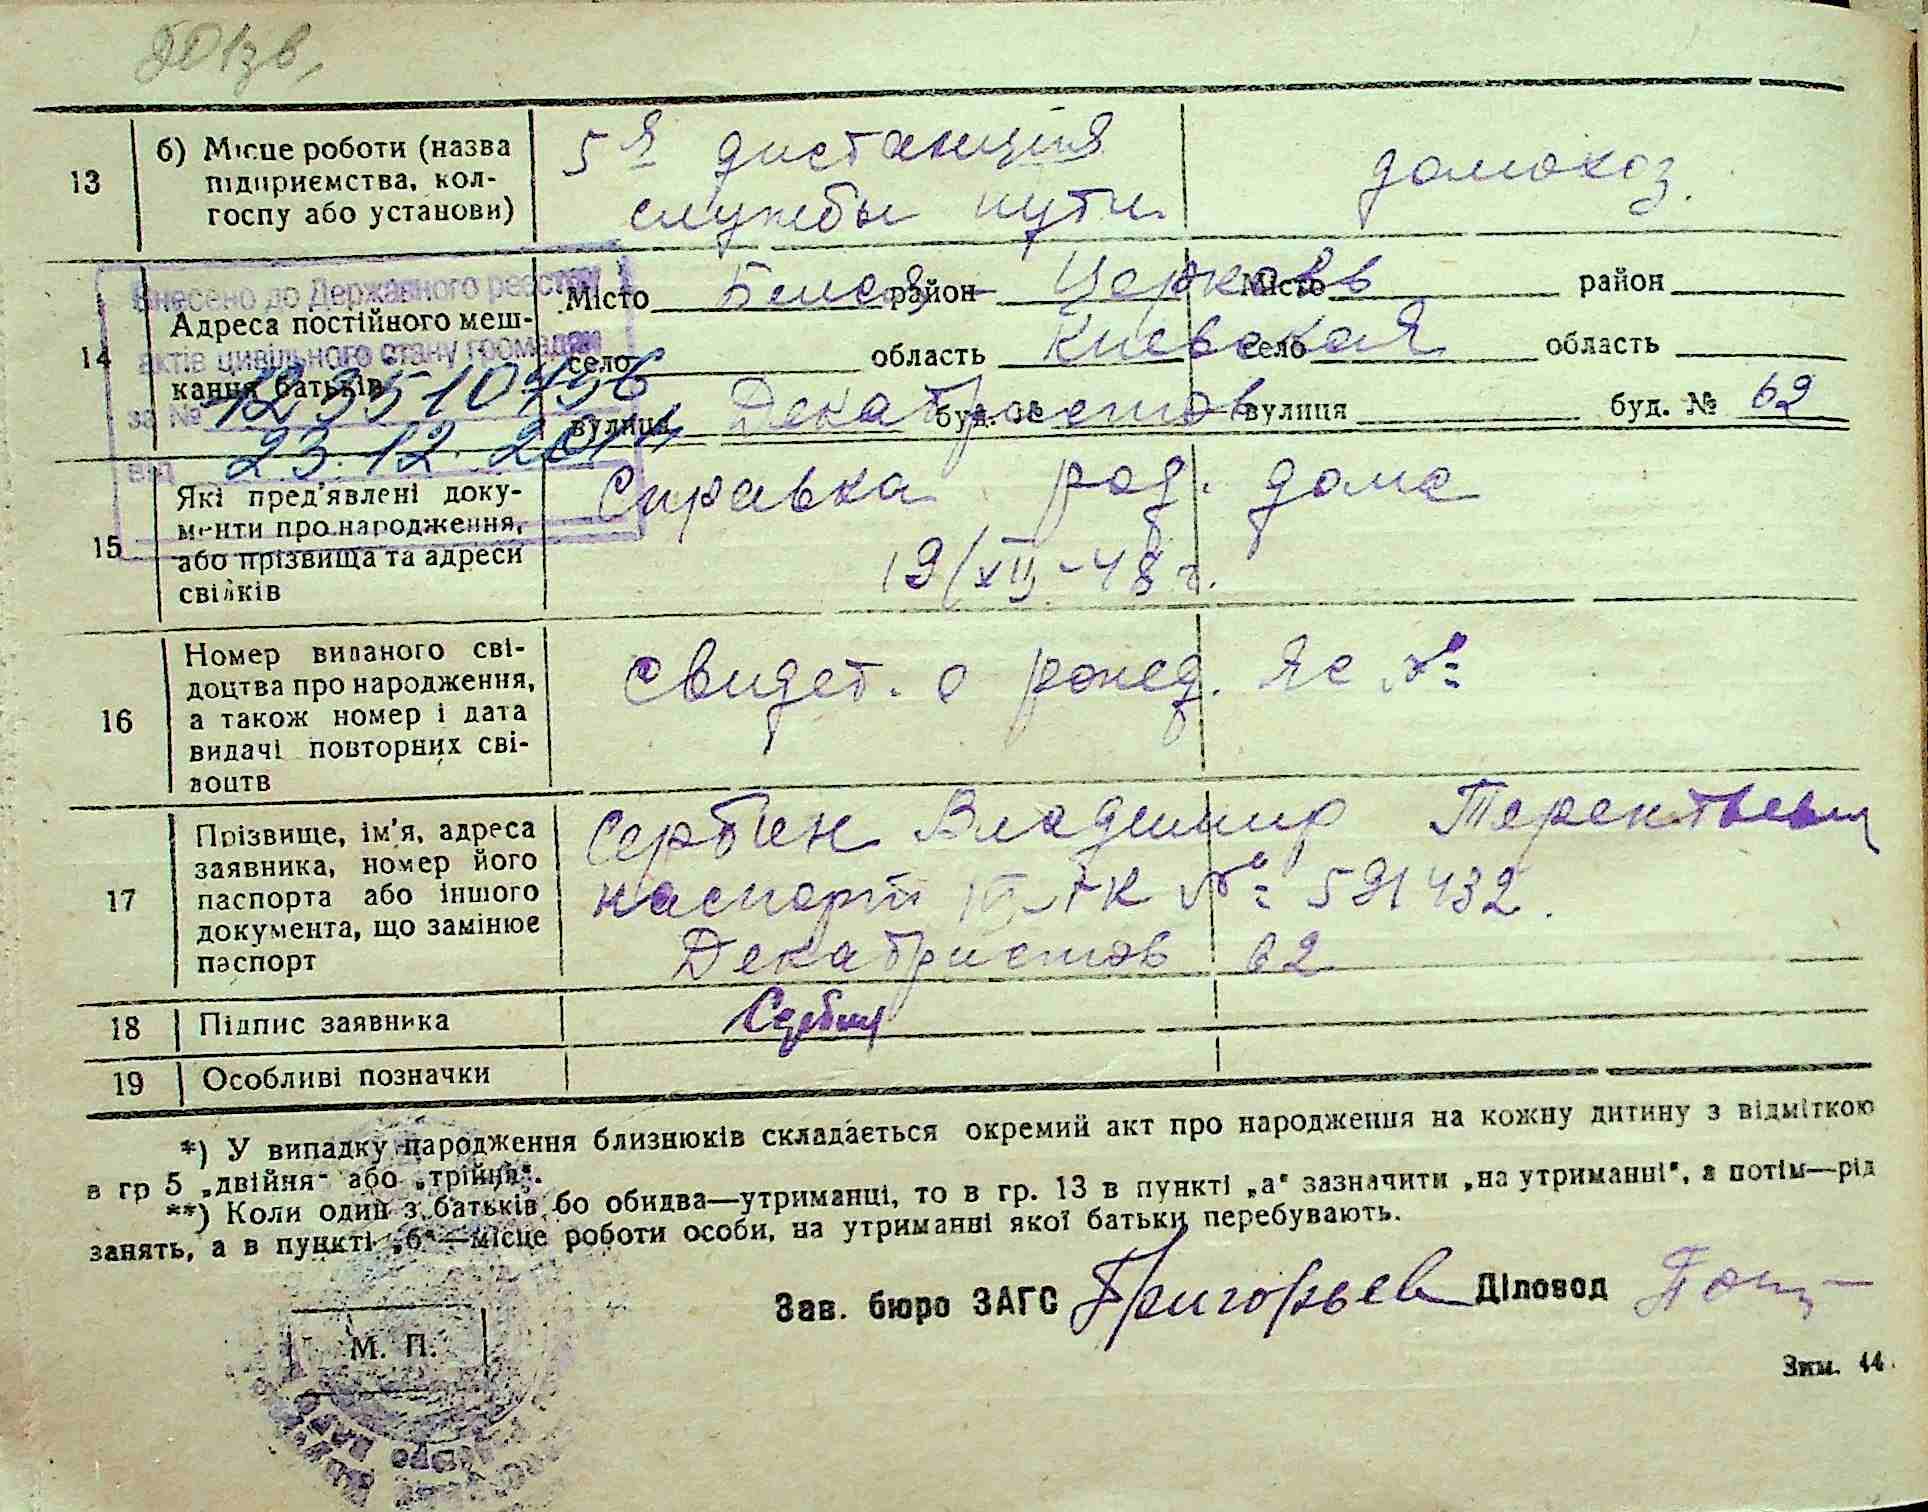 13 б) Місце роботи (назва підприємства, колгоспу або установи)
5я дистанция
службы пути
домохоз.
Внесено до Державного реєстру
актів цивільного стану громадян
за №
від 23.12.2011
14 Адреса постійного мешкання батьків
Місто Белая район Церковь Місто район
село область Киевская село область
вулиця Декабристов буд. № вулиця буд. № 62
15 Які пред'явлені документи про народження, або прізвища та адреси свідків
Справка род. дома
19/XII-48 г.
16 Номер виданого свідоцтва про народження, а також номер і дата видачі повторних свідоцтв
Свидет. о рожд. ЯС №
17 Прізвище, ім'я, адреса заявника, номер його паспорта або іншого документа, що замінює паспорт
Сербин Владимир Терентьевич
паспорт № 591432.
Декабристов 62
18 Підпис заявника
Сербин
19 Особливі позначки
*) У випадку народження близнюків складається окремий акт про народження на кожну дитину з відміткою
в гр 5 „двійня" або „трійня".
**) Коли один з батьків бо обидва—утриманці, то в гр. 13 в пункті „а" зазначити „на утриманні", а потім—рід
занять, а в пункті „б"—місце роботи особи, на утриманні якої батьки перебувають.
Зав. бюро ЗАГС Григорьев Діловод
М. П.
Зам. 44